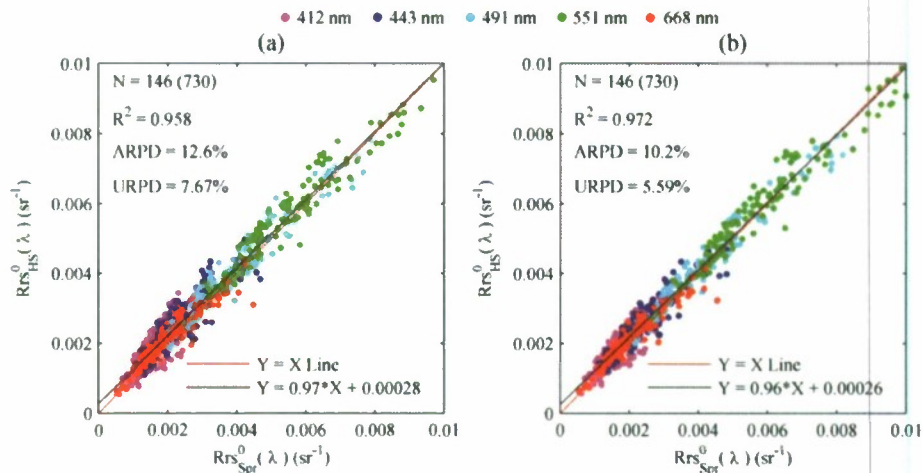 412 nm 443 nm 491 nm 551 nm 668 nm
(a)
0.01
0.008
0.006
0.004
0.002
0
Rrs⁰HS(λ) (sr⁻¹)
N = 146 (730)
R² = 0.958
ARPD = 12.6%
URPD = 7.67%
Y = X Line
Y = 0.97*X + 0.00028
0 0.002 0.004 0.006 0.008 0.01
Rrs⁰Spr(λ) (sr⁻¹)
(b)
0.01
0.008
0.006
0.004
0.002
0
Rrs⁰HS(λ) (sr⁻¹)
N = 146 (730)
R² = 0.972
ARPD = 10.2%
URPD = 5.59%
Y = X Line
Y = 0.96*X + 0.00026
0 0.002 0.004 0.006 0.008 0.01
Rrs⁰Spr(λ) (sr⁻¹)